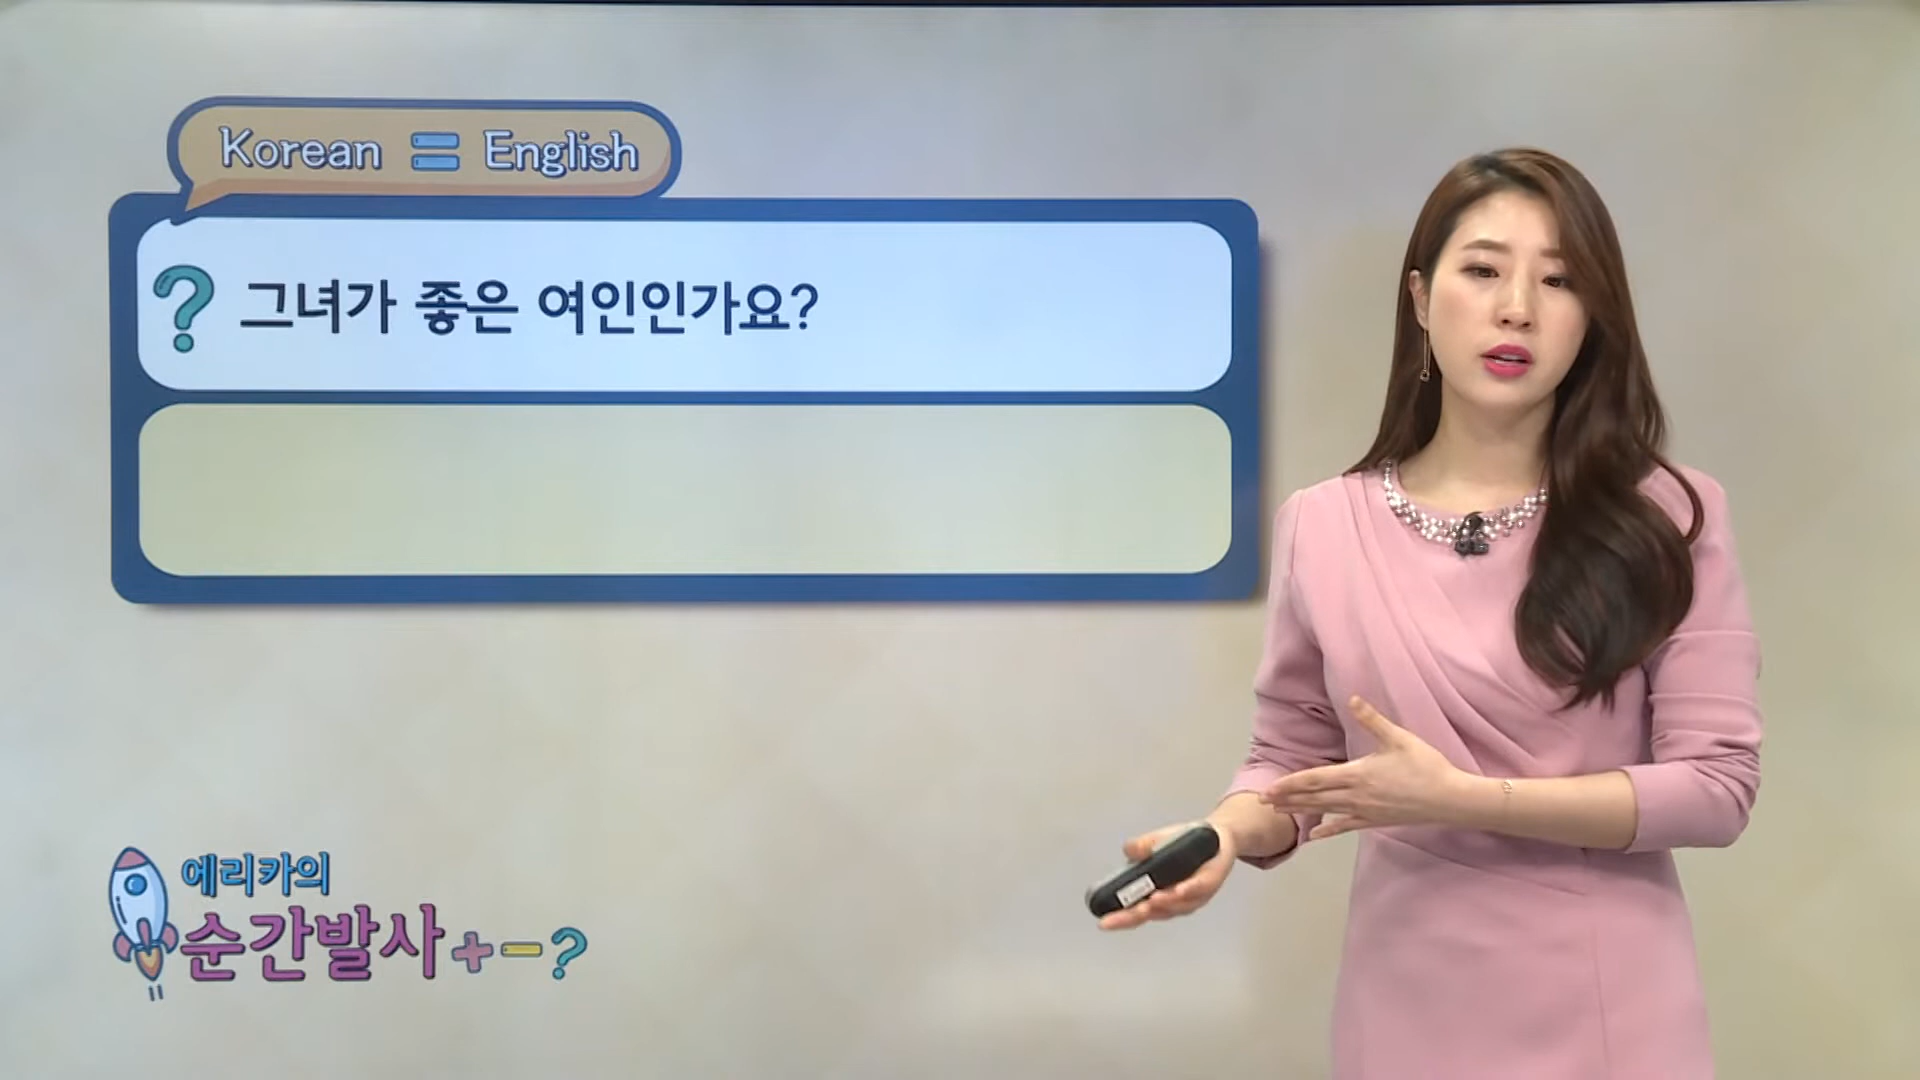 Korean = English
? 그녀가 좋은 여인인가요?
예리카의
순간발사+-?